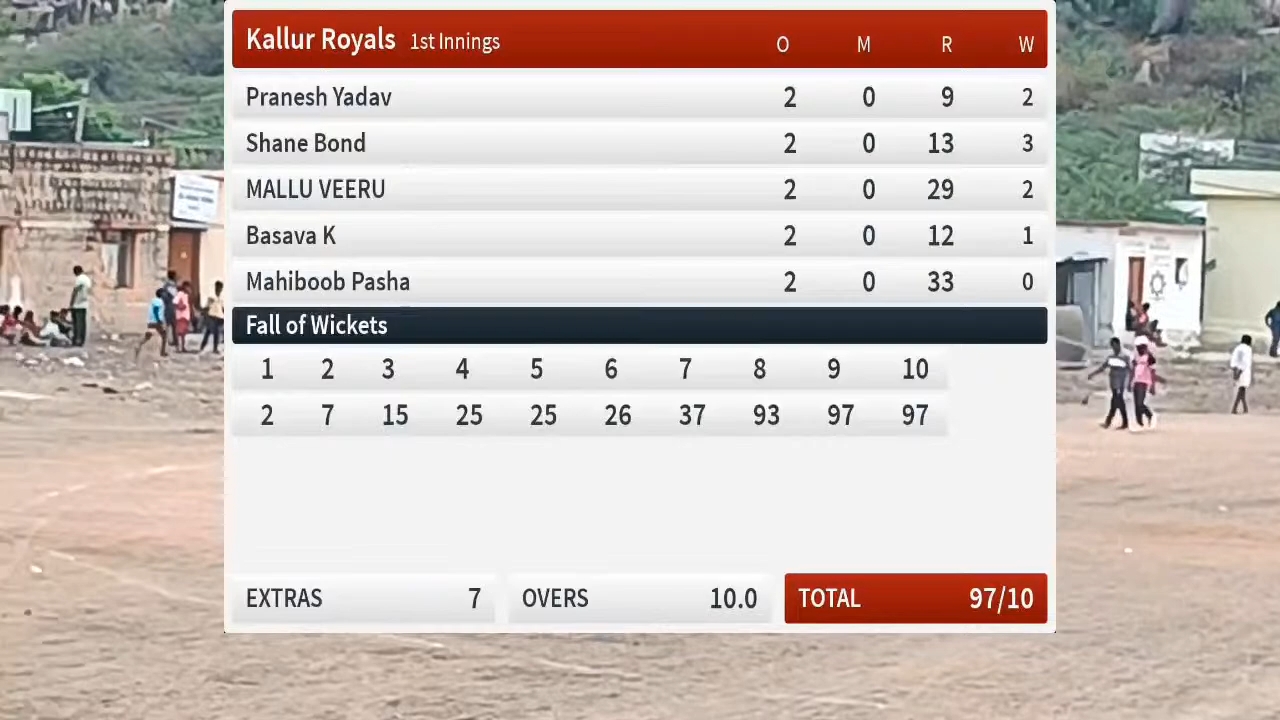 Kallur Royals 1st Innings O M R W
Pranesh Yadav 2 0 9 2
Shane Bond 2 0 13 3
MALLU VEERU 2 0 29 2
Basava K 2 0 12 1
Mahiboob Pasha 2 0 33 0
Fall of Wickets
1 2 3 4 5 6 7 8 9 10
2 7 15 25 25 26 37 93 97 97
EXTRAS 7 OVERS 10.0 TOTAL 97/10